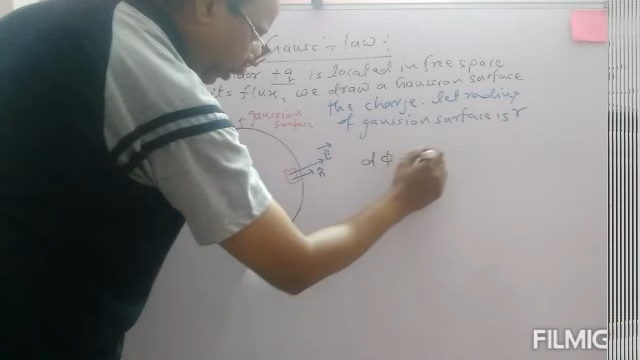 Gauss's law:
+q is located in free space
its flux, we draw a Gaussian surface
the charge. let radius
of gaussion surface is r
gaussion
surface
E
n̂
dφ
FILMIG